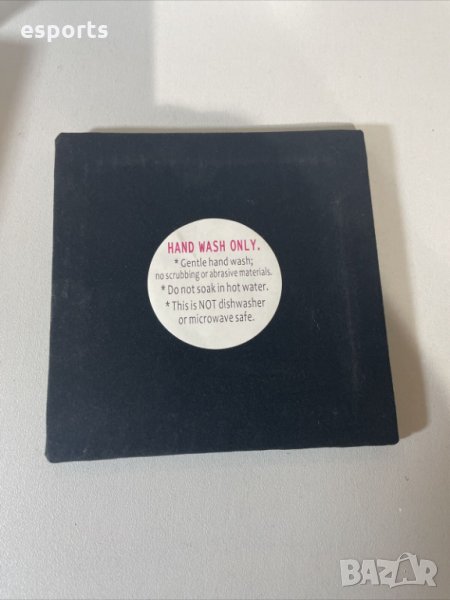 esports
HAND WASH ONLY.
* Gentle hand wash;
no scrubbing or abrasive materials.
* Do not soak in hot water.
* This is NOT dishwasher
or microwave safe.
BAZAR